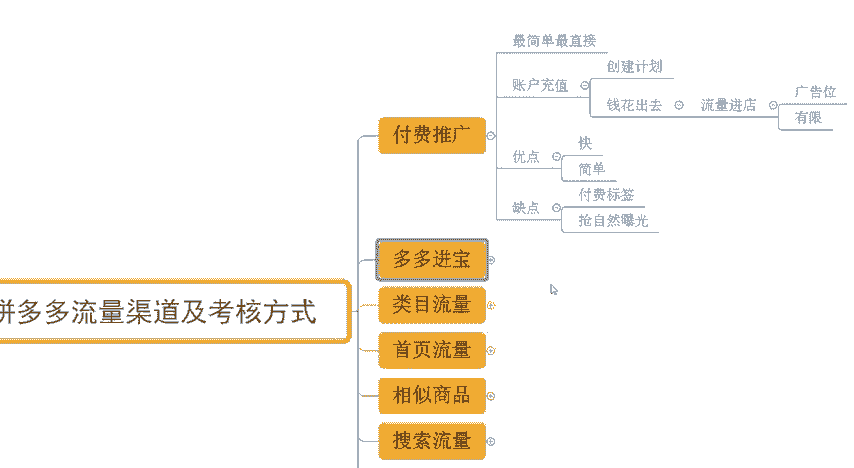 最简单最直接
创建计划
账户充值
广告位
钱花出去
流量进店
有限
付费推广
快
优点
简单
付费标签
缺点
抢自然曝光
多多进宝
类目流量
拼多多流量渠道及考核方式
首页流量
相似商品
搜索流量